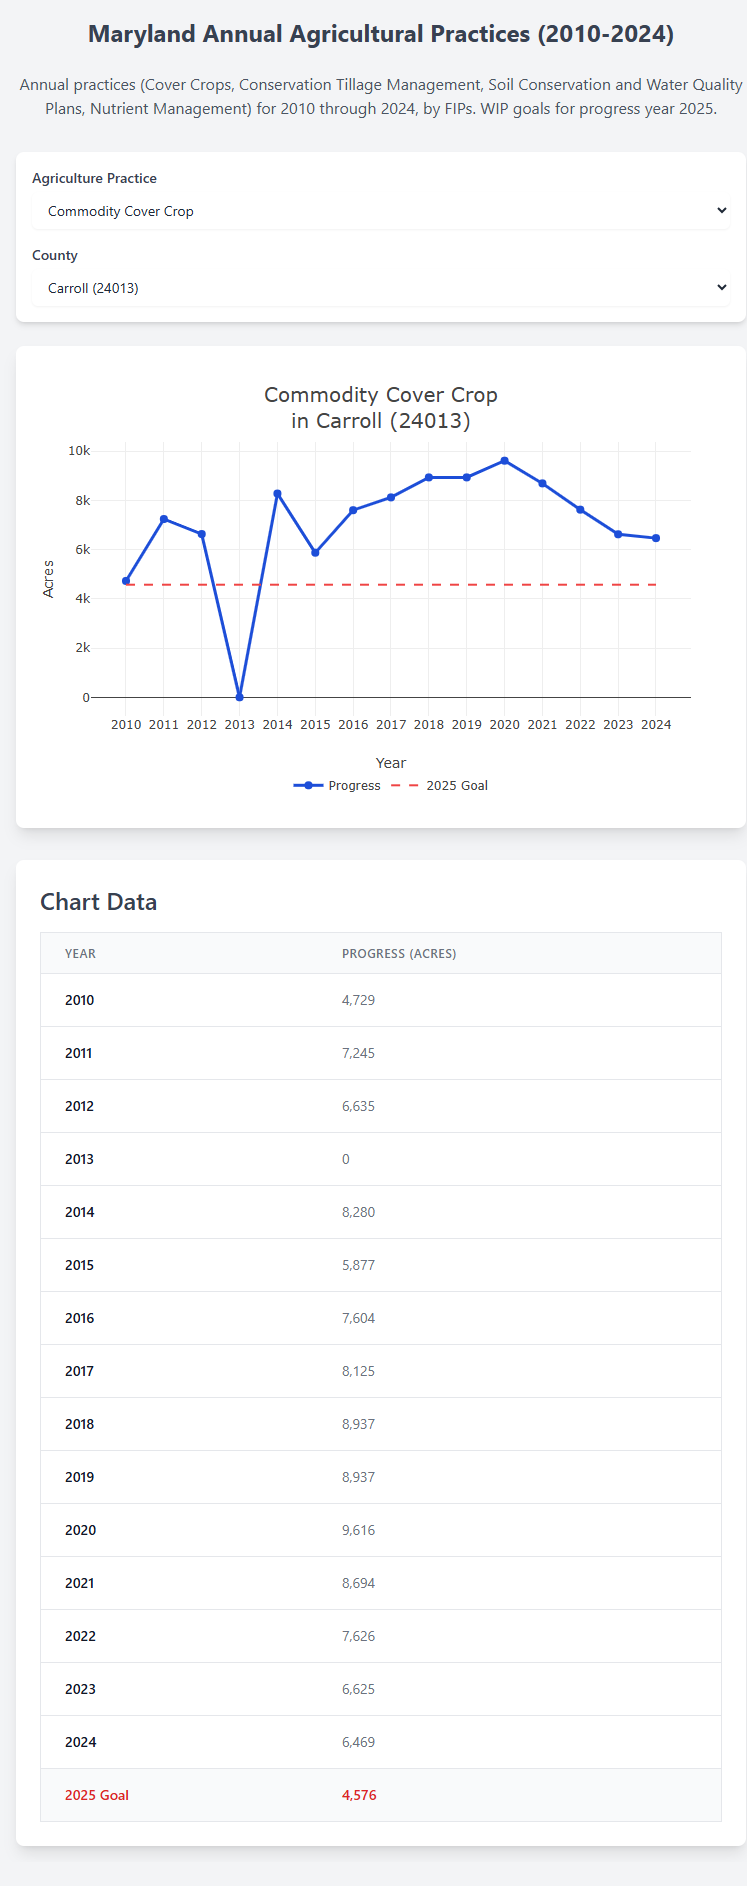 Maryland Annual Agricultural Practices (2010-2024)
Annual practices (Cover Crops, Conservation Tillage Management, Soil Conservation and Water Quality
Plans, Nutrient Management) for 2010 through 2024, by FIPs. WIP goals for progress year 2025.
Agriculture Practice
Commodity Cover Crop
County
Carroll (24013)
Commodity Cover Crop
in Carroll (24013)
10k
8k
6k
4k
2k
0
Acres
2010 2011 2012 2013 2014 2015 2016 2017 2018 2019 2020 2021 2022 2023 2024
Year
Progress 2025 Goal
Chart Data
YEAR PROGRESS (ACRES)
2010 4,729
2011 7,245
2012 6,635
2013 0
2014 8,280
2015 5,877
2016 7,604
2017 8,125
2018 8,937
2019 8,937
2020 9,616
2021 8,694
2022 7,626
2023 6,625
2024 6,469
2025 Goal 4,576